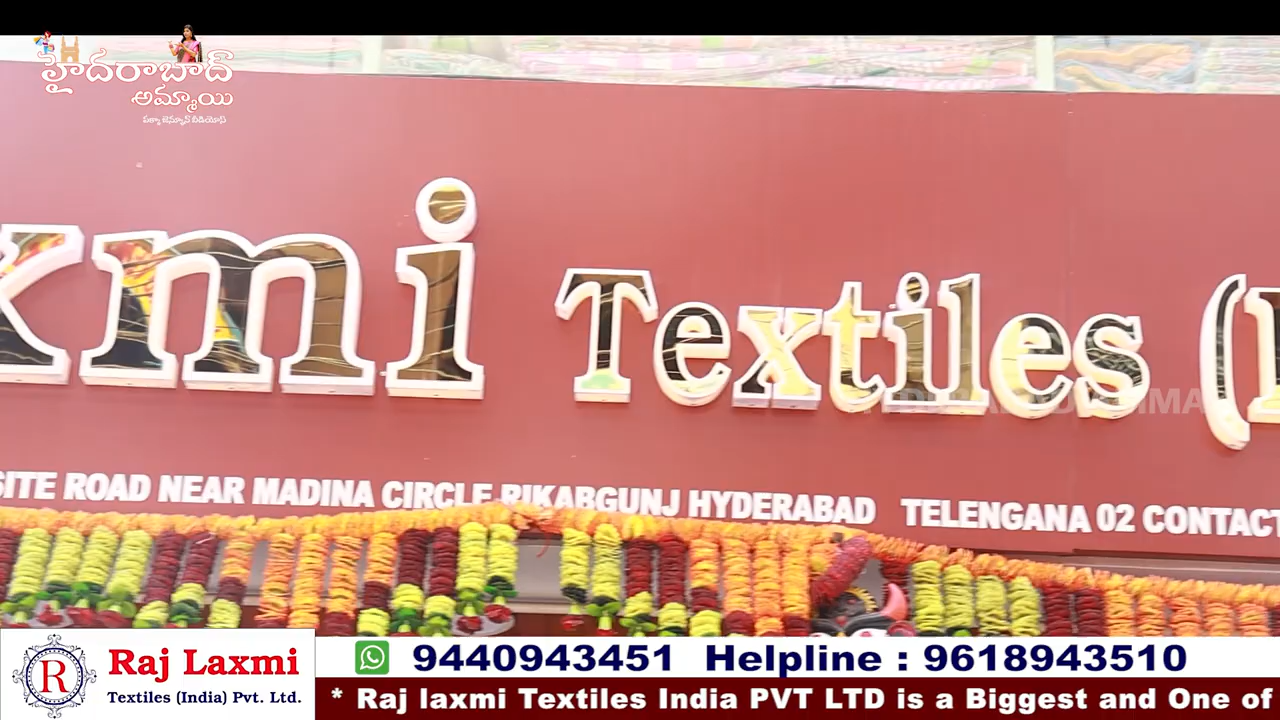 హైదరాబాద్
అమ్మాయి
పక్కా జెన్యూన్ వీడియోస్
xmi Textiles (I
SITE ROAD NEAR MADINA CIRCLE RIKABGUNJ HYDERABAD TELENGANA 02 CONTACT
R
Raj Laxmi
Textiles (India) Pvt. Ltd.
9440943451 Helpline : 9618943510
* Raj laxmi Textiles India PVT LTD is a Biggest and One of